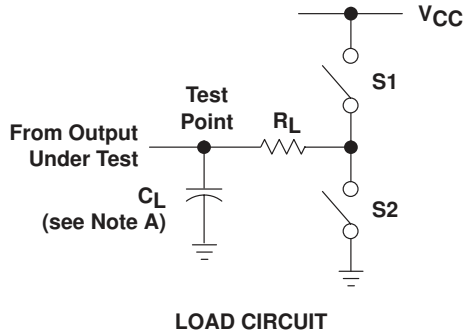 VCC
S1
Test
Point
RL
From Output
Under Test
CL
(see Note A)
S2
LOAD CIRCUIT